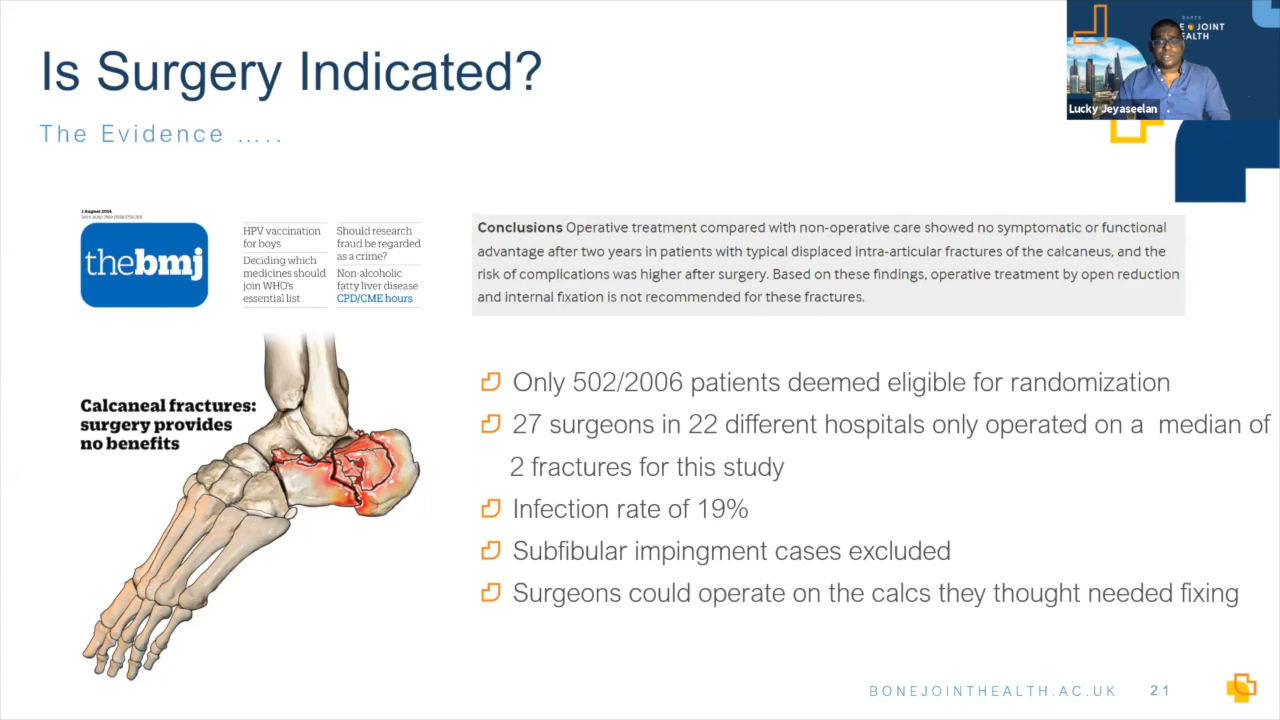 Is Surgery Indicated?
The Evidence .....
Lucky Jeyaseelan
thebmj
HPV vaccination
for boys
Deciding which
medicines should
join WHO's
essential list
Should research
fraud be regarded
as a crime?
Non-alcoholic
fatty liver disease
CPD/CME hours
Conclusions Operative treatment compared with non-operative care showed no symptomatic or functional
advantage after two years in patients with typical displaced intra-articular fractures of the calcaneus, and the
risk of complications was higher after surgery. Based on these findings, operative treatment by open reduction
and internal fixation is not recommended for these fractures.
Calcaneal fractures:
surgery provides
no benefits
Only 502/2006 patients deemed eligible for randomization
27 surgeons in 22 different hospitals only operated on a median of
2 fractures for this study
Infection rate of 19%
Subfibular impingment cases excluded
Surgeons could operate on the calcs they thought needed fixing
BONEJOINTHEALTH.AC.UK 21